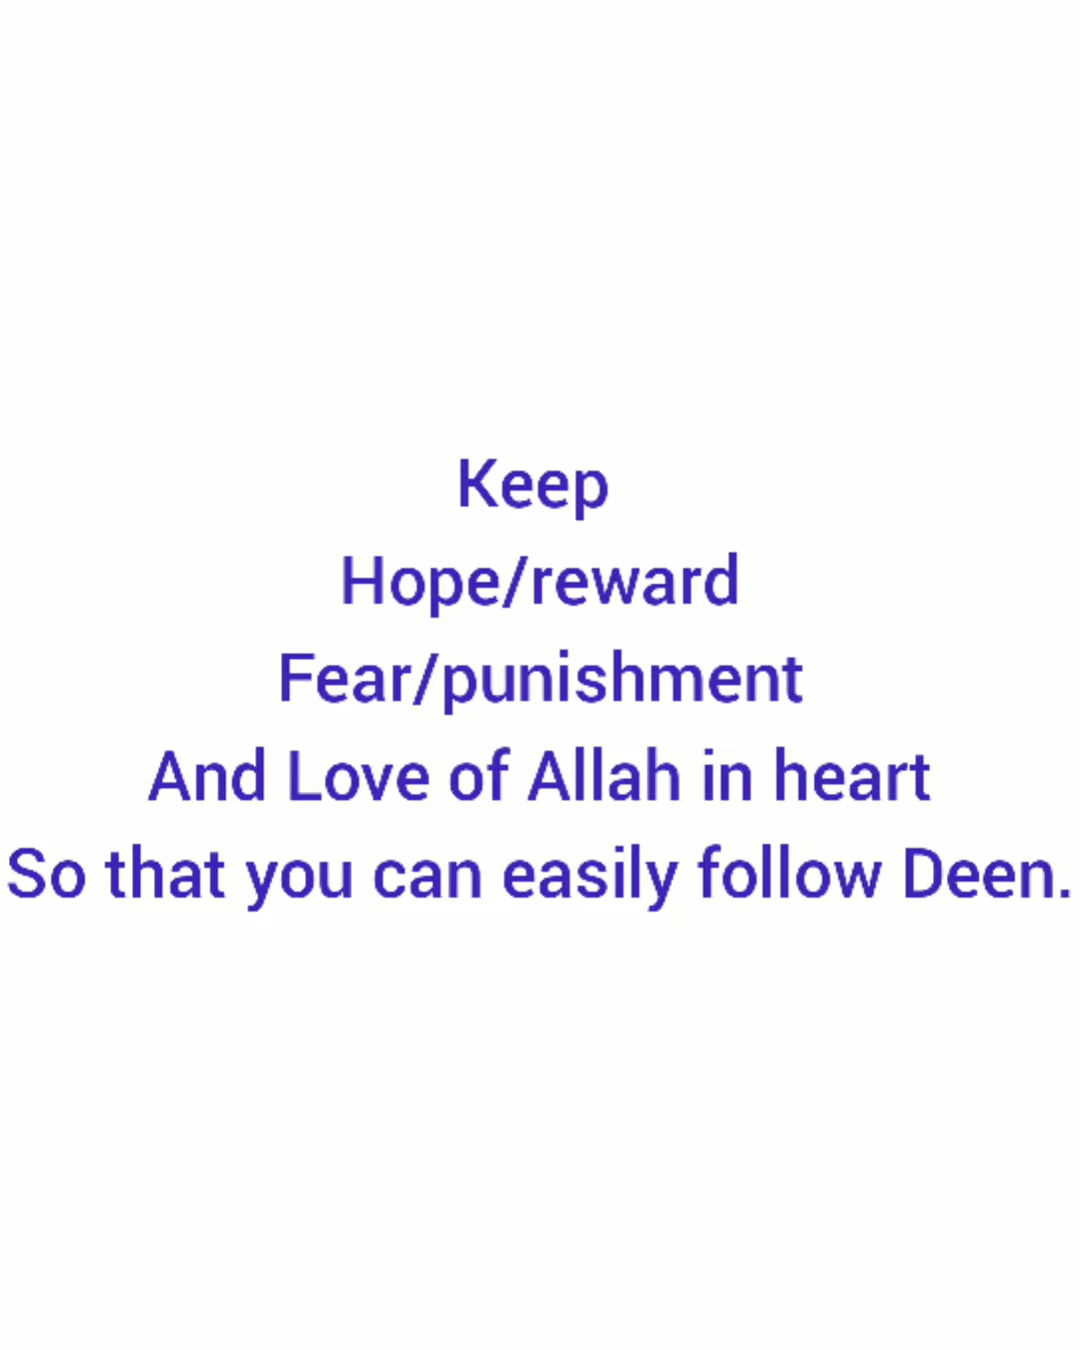 Keep
Hope/reward
Fear/punishment
And Love of Allah in heart
So that you can easily follow Deen.